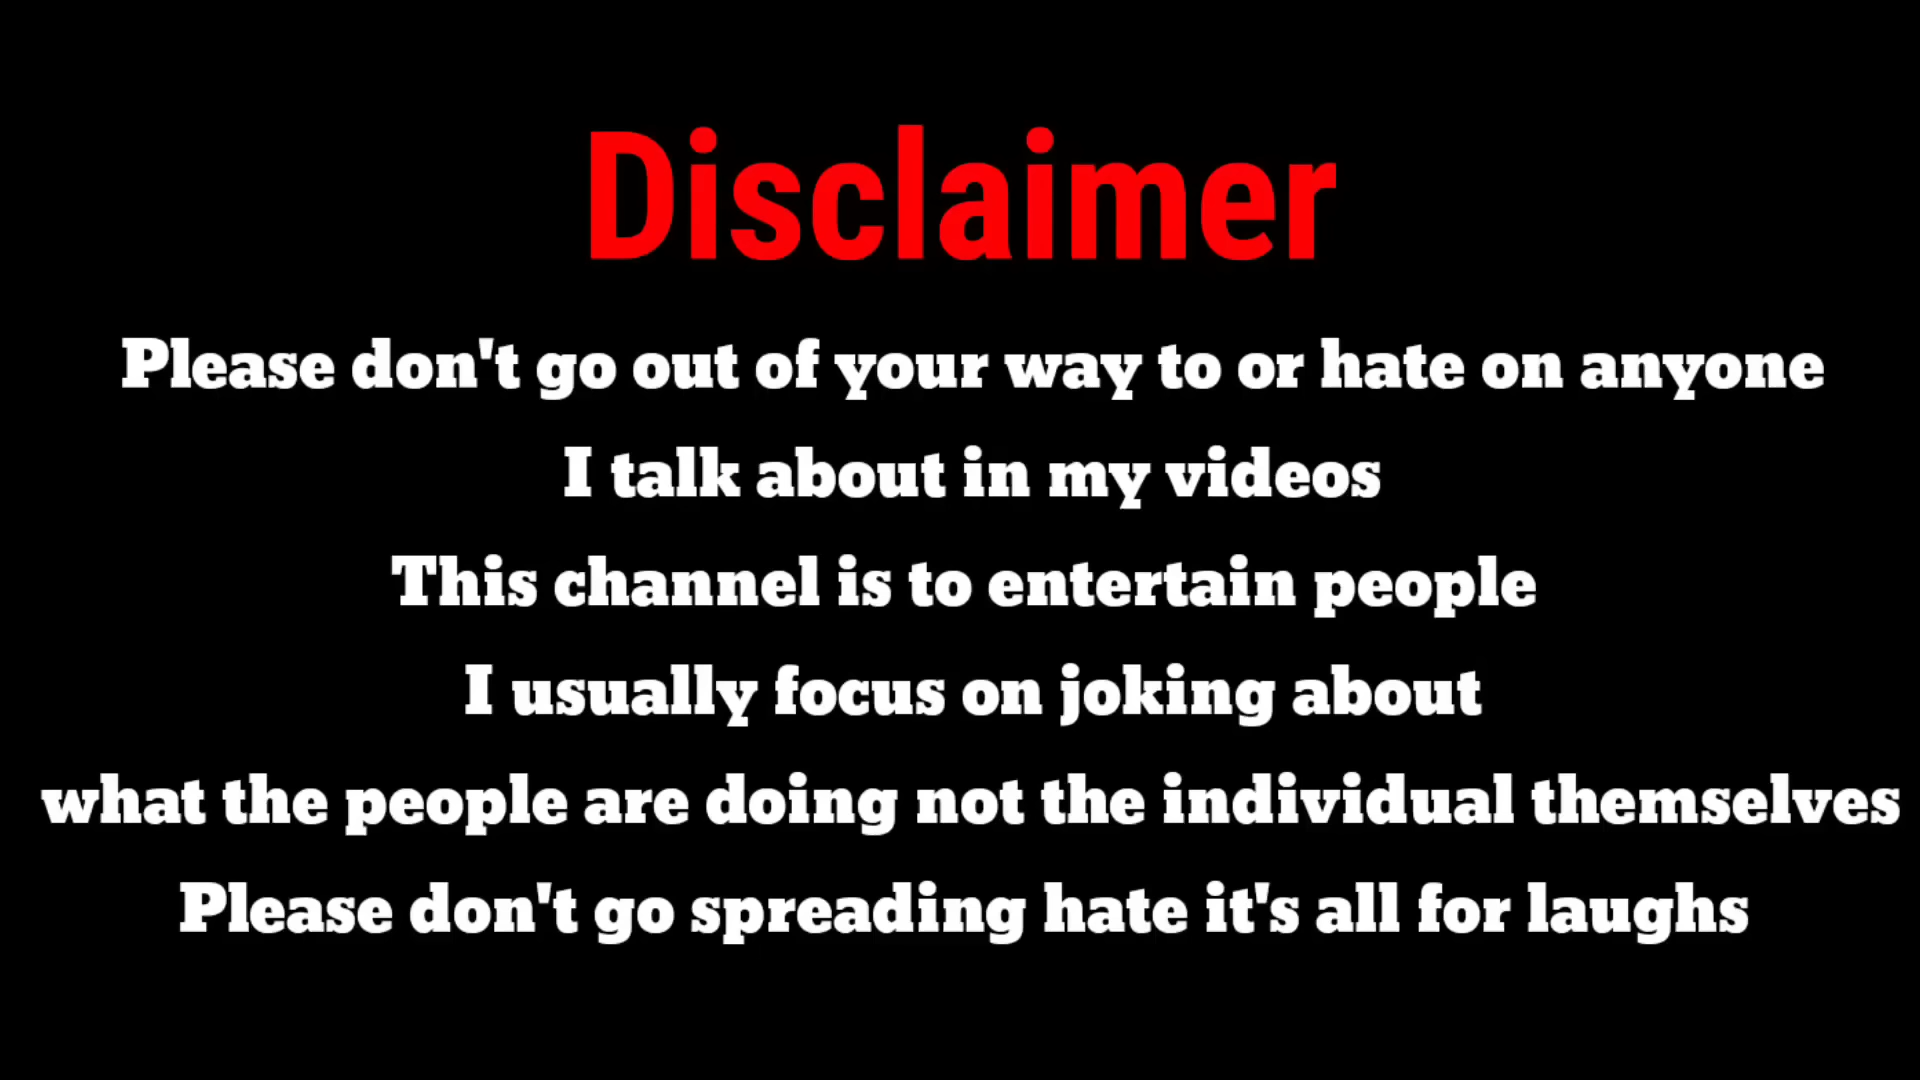 Disclaimer
Please don't go out of your way to or hate on anyone
I talk about in my videos
This channel is to entertain people
I usually focus on joking about
what the people are doing not the individual themselves
Please don't go spreading hate it's all for laughs